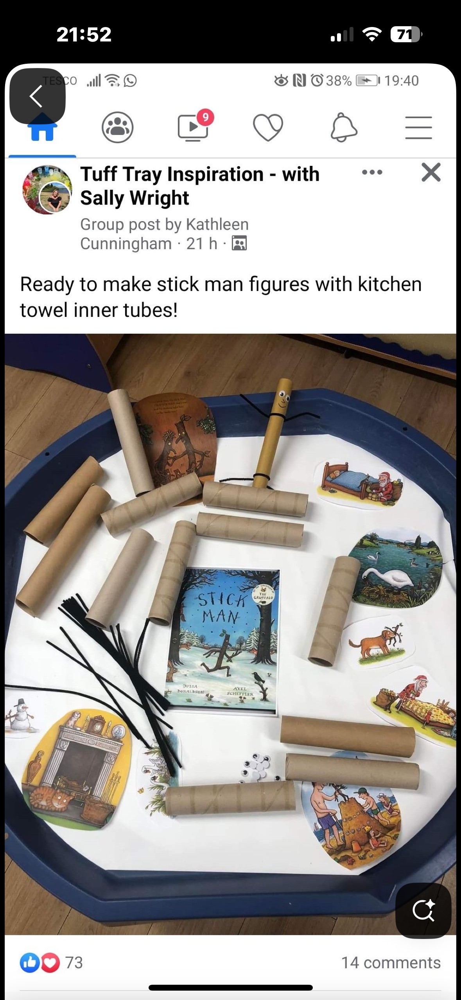 21:52
71
TESCO
38%
19:40
9
Tuff Tray Inspiration - with
Sally Wright
Group post by Kathleen
Cunningham · 21 h ·
Ready to make stick man figures with kitchen
towel inner tubes!
THE
GRUFFALO
STICK
MAN
JULIA
DONALDSON
AXEL
SCHEFFLER
73
14 comments